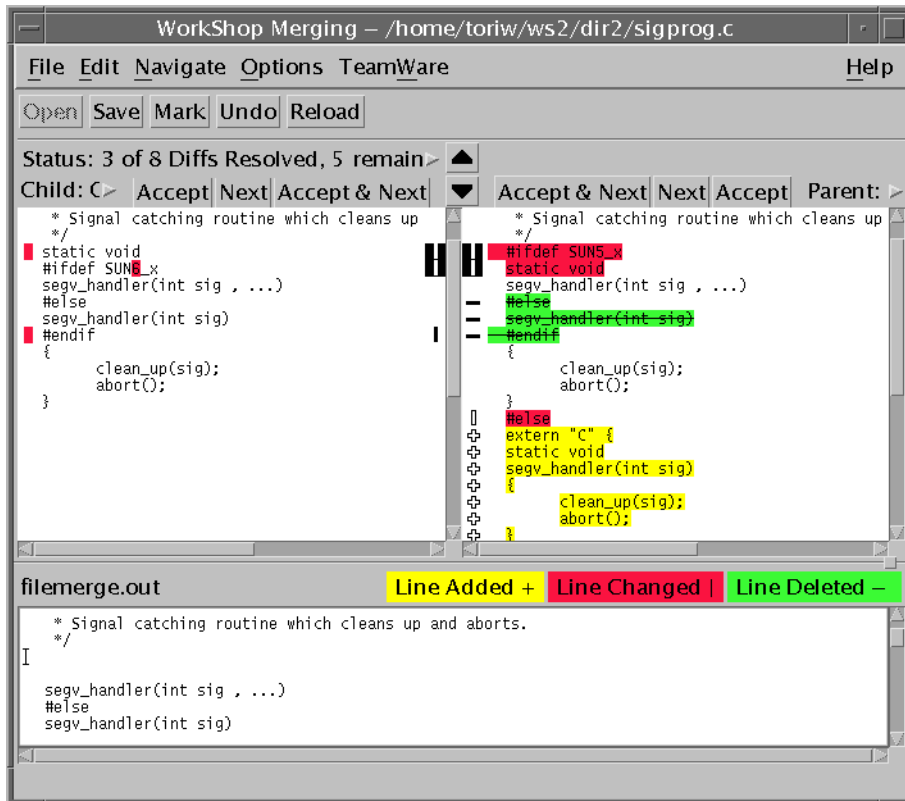 WorkShop Merging – /home/toriw/ws2/dir2/sigprog.c
File Edit Navigate Options TeamWare Help
Open Save Mark Undo Reload
Status: 3 of 8 Diffs Resolved, 5 remain
Child: C Accept Next Accept & Next Accept & Next Next Accept Parent:
* Signal catching routine which cleans up
*/
static void
#ifdef SUN6_x
segv_handler(int sig , ...)
#else
segv_handler(int sig)
#endif
{
clean_up(sig);
abort();
}
* Signal catching routine which cleans up
*/
#ifdef SUN5_x
static void
segv_handler(int sig , ...)
#else
segv_handler(int sig)
#endif
{
clean_up(sig);
abort();
}
#else
extern "C" {
static void
segv_handler(int sig)
{
clean_up(sig);
abort();
}
filemerge.out Line Added + Line Changed | Line Deleted –
* Signal catching routine which cleans up and aborts.
*/
segv_handler(int sig , ...)
#else
segv_handler(int sig)